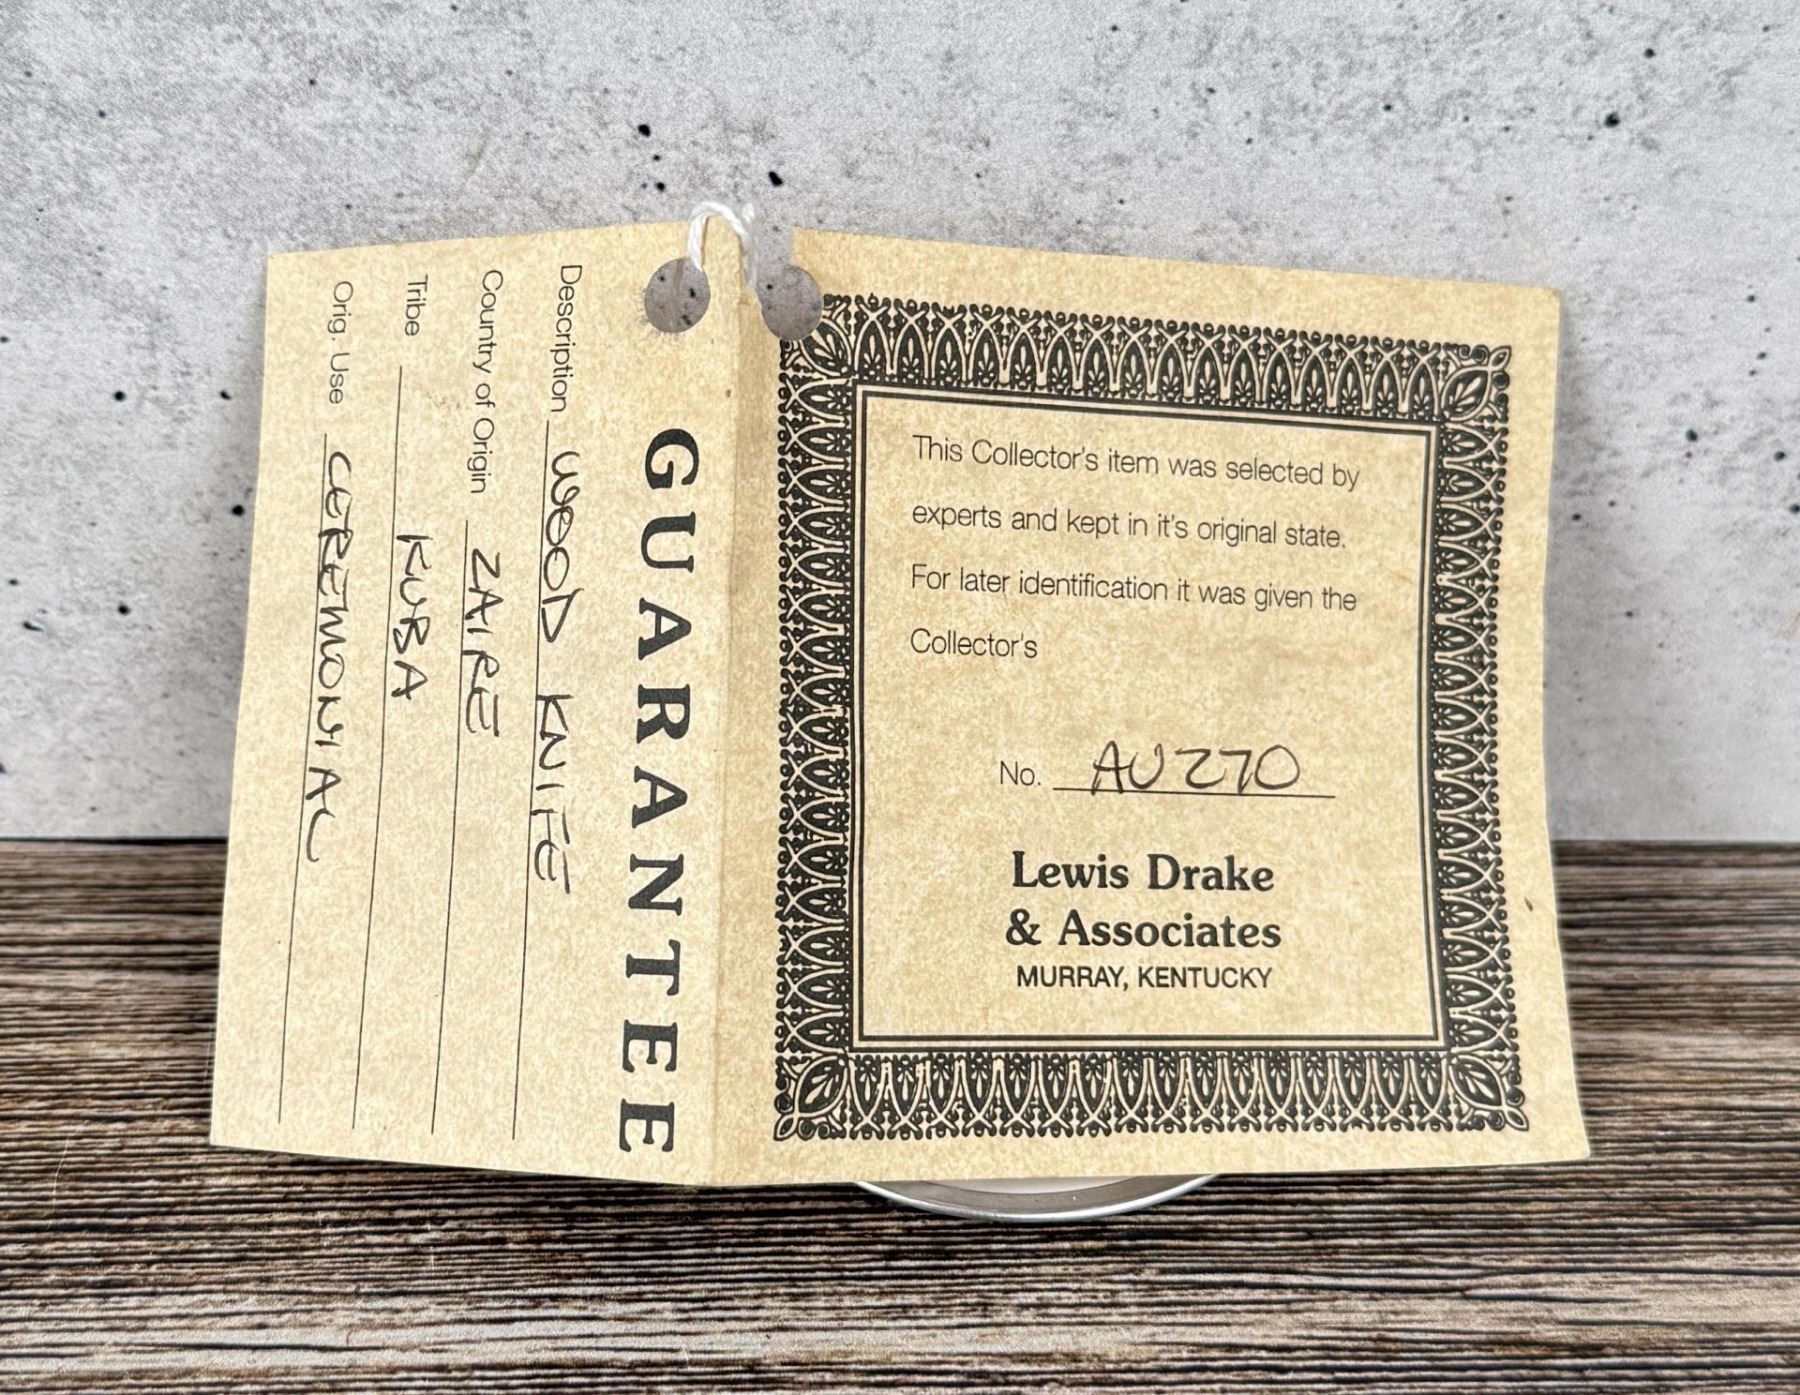 GUARANTEE
Description WOOD KNIFE
Country of Origin ZAIRE
Tribe KUBA
Orig. Use CEREMONIAL
This Collector's item was selected by
experts and kept in it's original state.
For later identification it was given the
Collector's
No. AU270
Lewis Drake
& Associates
MURRAY, KENTUCKY